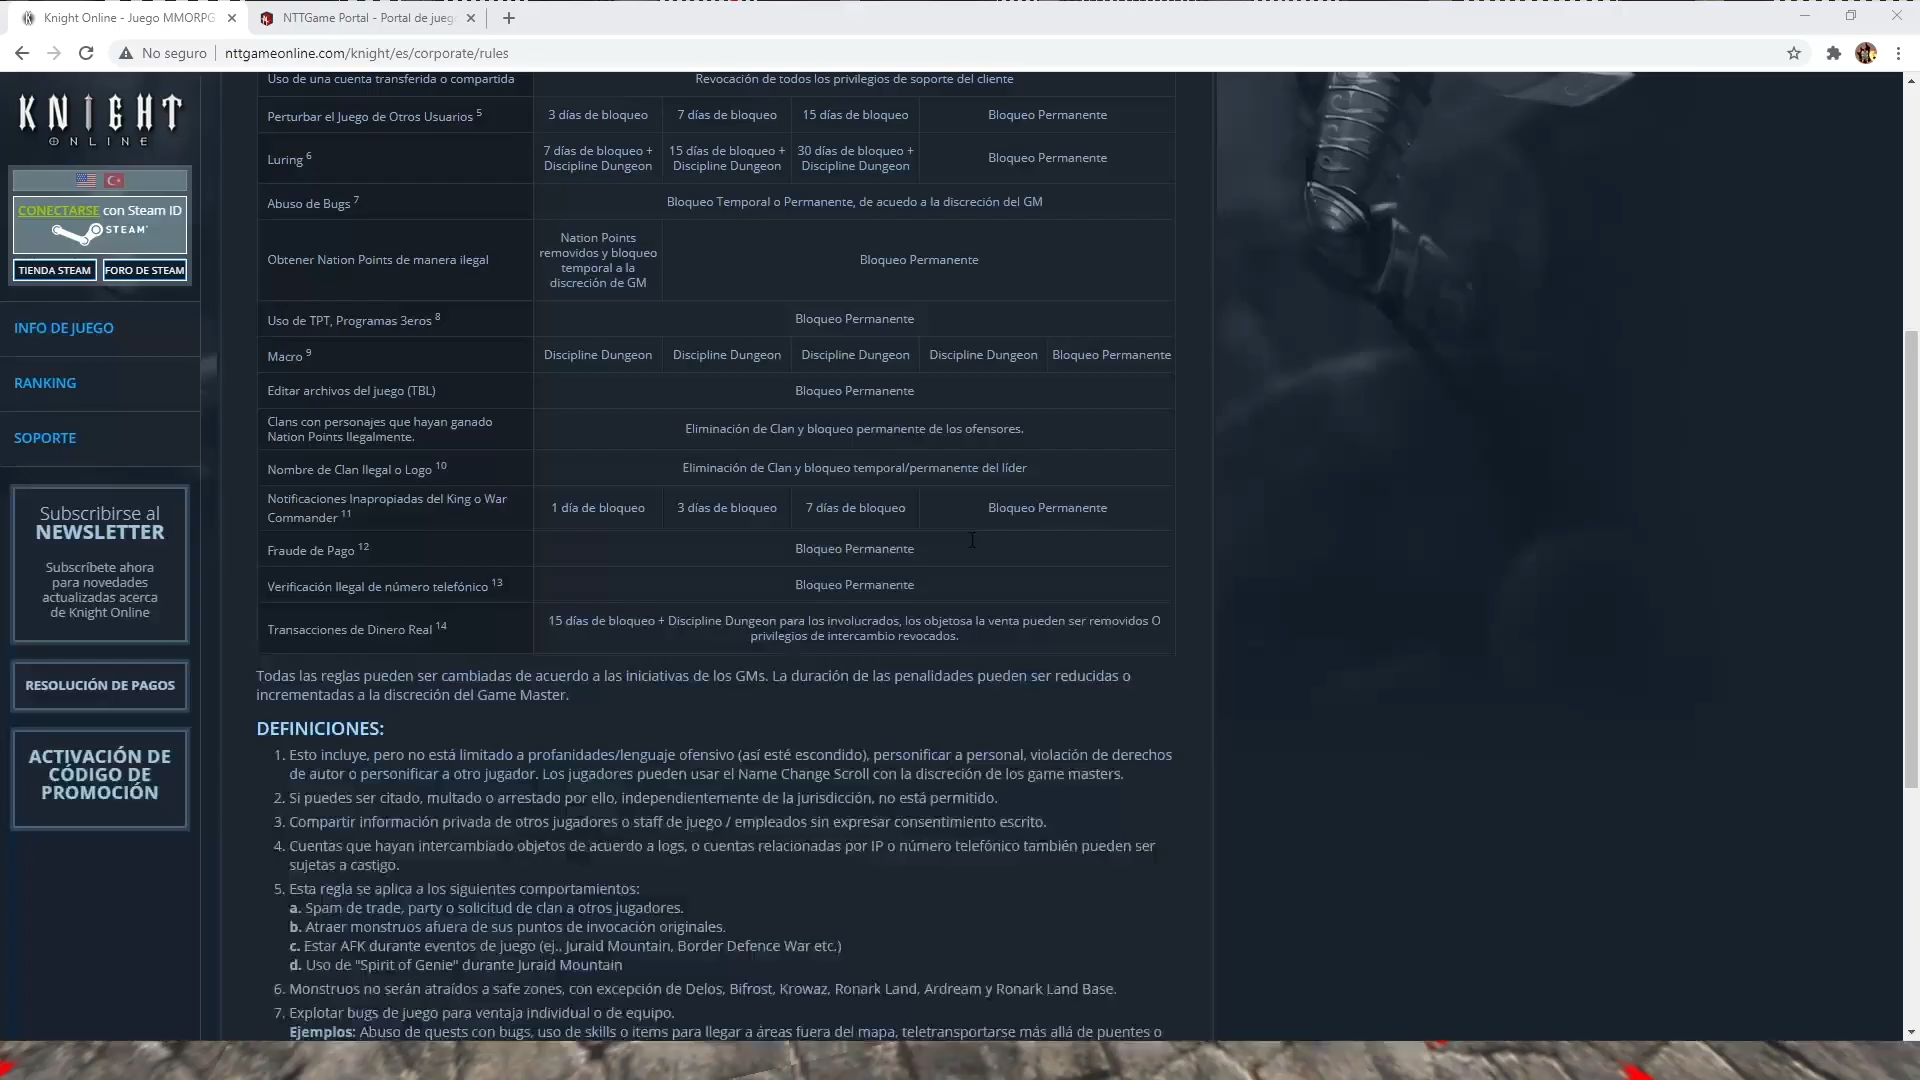 Knight Online - Juego MMORPG
NTTGame Portal - Portal de jueg
No seguro
nttgameonline.com/knight/es/corporate/rules
KNIGHT
ONLINE
CONECTARSE con Steam ID
STEAM
TIENDA STEAM
FORO DE STEAM
INFO DE JUEGO
RANKING
SOPORTE
Subscribirse al
NEWSLETTER
Subscríbete ahora
para novedades
actualizadas acerca
de Knight Online
RESOLUCIÓN DE PAGOS
ACTIVACIÓN DE
CÓDIGO DE
PROMOCIÓN
Uso de una cuenta transferida o compartida
Revocación de todos los privilegios de soporte del cliente
Perturbar el Juego de Otros Usuarios 5
3 días de bloqueo
7 días de bloqueo
15 días de bloqueo
Bloqueo Permanente
Luring 6
7 días de bloqueo +
Discipline Dungeon
15 días de bloqueo +
Discipline Dungeon
30 días de bloqueo +
Discipline Dungeon
Bloqueo Permanente
Abuso de Bugs 7
Bloqueo Temporal o Permanente, de acuedo a la discreción del GM
Obtener Nation Points de manera ilegal
Nation Points
removidos y bloqueo
temporal a la
discreción de GM
Bloqueo Permanente
Uso de TPT, Programas 3eros 8
Bloqueo Permanente
Macro 9
Discipline Dungeon
Discipline Dungeon
Discipline Dungeon
Discipline Dungeon
Bloqueo Permanente
Editar archivos del juego (TBL)
Bloqueo Permanente
Clans con personajes que hayan ganado
Nation Points Ilegalmente.
Eliminación de Clan y bloqueo permanente de los ofensores.
Nombre de Clan Ilegal o Logo 10
Eliminación de Clan y bloqueo temporal/permanente del líder
Notificaciones Inapropiadas del King o War
Commander 11
1 día de bloqueo
3 días de bloqueo
7 días de bloqueo
Bloqueo Permanente
Fraude de Pago 12
Bloqueo Permanente
Verificación Ilegal de número telefónico 13
Bloqueo Permanente
Transacciones de Dinero Real 14
15 días de bloqueo + Discipline Dungeon para los involucrados, los objetosa la venta pueden ser removidos O
privilegios de intercambio revocados.
Todas las reglas pueden ser cambiadas de acuerdo a las iniciativas de los GMs. La duración de las penalidades pueden ser reducidas o
incrementadas a la discreción del Game Master.
DEFINICIONES:
1. Esto incluye, pero no está limitado a profanidades/lenguaje ofensivo (así esté escondido), personificar a personal, violación de derechos
de autor o personificar a otro jugador. Los jugadores pueden usar el Name Change Scroll con la discreción de los game masters.
2. Si puedes ser citado, multado o arrestado por ello, independientemente de la jurisdicción, no está permitido.
3. Compartir información privada de otros jugadores o staff de juego / empleados sin expresar consentimiento escrito.
4. Cuentas que hayan intercambiado objetos de acuerdo a logs, o cuentas relacionadas por IP o número telefónico también pueden ser
sujetas a castigo.
5. Esta regla se aplica a los siguientes comportamientos:
a. Spam de trade, party o solicitud de clan a otros jugadores.
b. Atraer monstruos afuera de sus puntos de invocación originales.
c. Estar AFK durante eventos de juego (ej.. Juraid Mountain, Border Defence War etc.)
d. Uso de "Spirit of Genie" durante Juraid Mountain
6. Monstruos no serán atraídos a safe zones, con excepción de Delos, Bifrost, Krowaz, Ronark Land, Ardream y Ronark Land Base.
7. Explotar bugs de juego para ventaja individual o de equipo.
Ejemplos: Abuso de quests con bugs, uso de skills o items para llegar a áreas fuera del mapa, teletransportarse más allá de puentes o